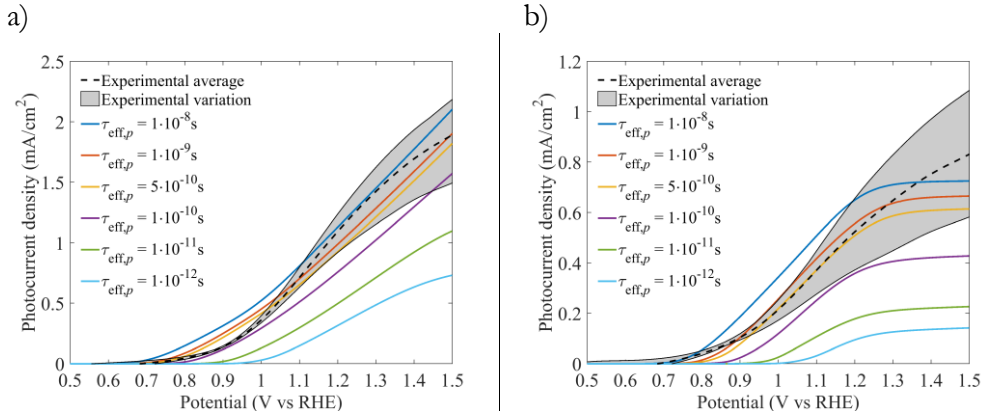 a)
2.5
2
1.5
1
0.5
0
Photocurrent density (mA/cm²)
Experimental average
Experimental variation
τeff,p = 1·10⁻⁸s
τeff,p = 1·10⁻⁹s
τeff,p = 5·10⁻¹⁰s
τeff,p = 1·10⁻¹⁰s
τeff,p = 1·10⁻¹¹s
τeff,p = 1·10⁻¹²s
0.5 0.6 0.7 0.8 0.9 1 1.1 1.2 1.3 1.4 1.5
Potential (V vs RHE)
b)
1.2
1
0.8
0.6
0.4
0.2
0
Photocurrent density (mA/cm²)
Experimental average
Experimental variation
τeff,p = 1·10⁻⁸s
τeff,p = 1·10⁻⁹s
τeff,p = 5·10⁻¹⁰s
τeff,p = 1·10⁻¹⁰s
τeff,p = 1·10⁻¹¹s
τeff,p = 1·10⁻¹²s
0.5 0.6 0.7 0.8 0.9 1 1.1 1.2 1.3 1.4 1.5
Potential (V vs RHE)